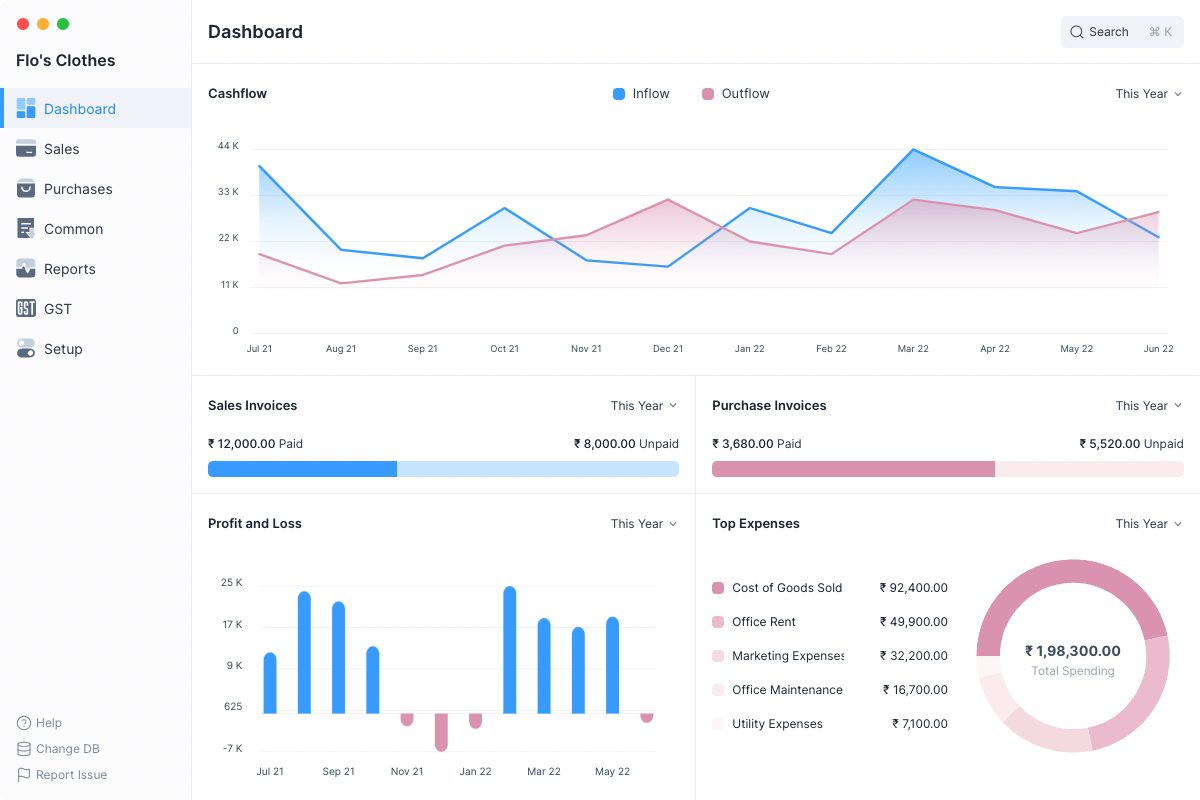 Flo's Clothes
Dashboard
Sales
Purchases
Common
Reports
GST
GST
Setup
Help
Change DB
Report Issue
Dashboard
Search ⌘ K
Cashflow
Inflow
Outflow
This Year
44 K
33 K
22 K
11 K
0
Jul 21 Aug 21 Sep 21 Oct 21 Nov 21 Dec 21 Jan 22 Feb 22 Mar 22 Apr 22 May 22 Jun 22
Sales Invoices
This Year
₹ 12,000.00 Paid
₹ 8,000.00 Unpaid
Purchase Invoices
This Year
₹ 3,680.00 Paid
₹ 5,520.00 Unpaid
Profit and Loss
This Year
25 K
17 K
9 K
625
-7 K
Jul 21 Sep 21 Nov 21 Jan 22 Mar 22 May 22
Top Expenses
This Year
Cost of Goods Sold ₹ 92,400.00
Office Rent ₹ 49,900.00
Marketing Expenses ₹ 32,200.00
Office Maintenance ₹ 16,700.00
Utility Expenses ₹ 7,100.00
₹ 1,98,300.00
Total Spending